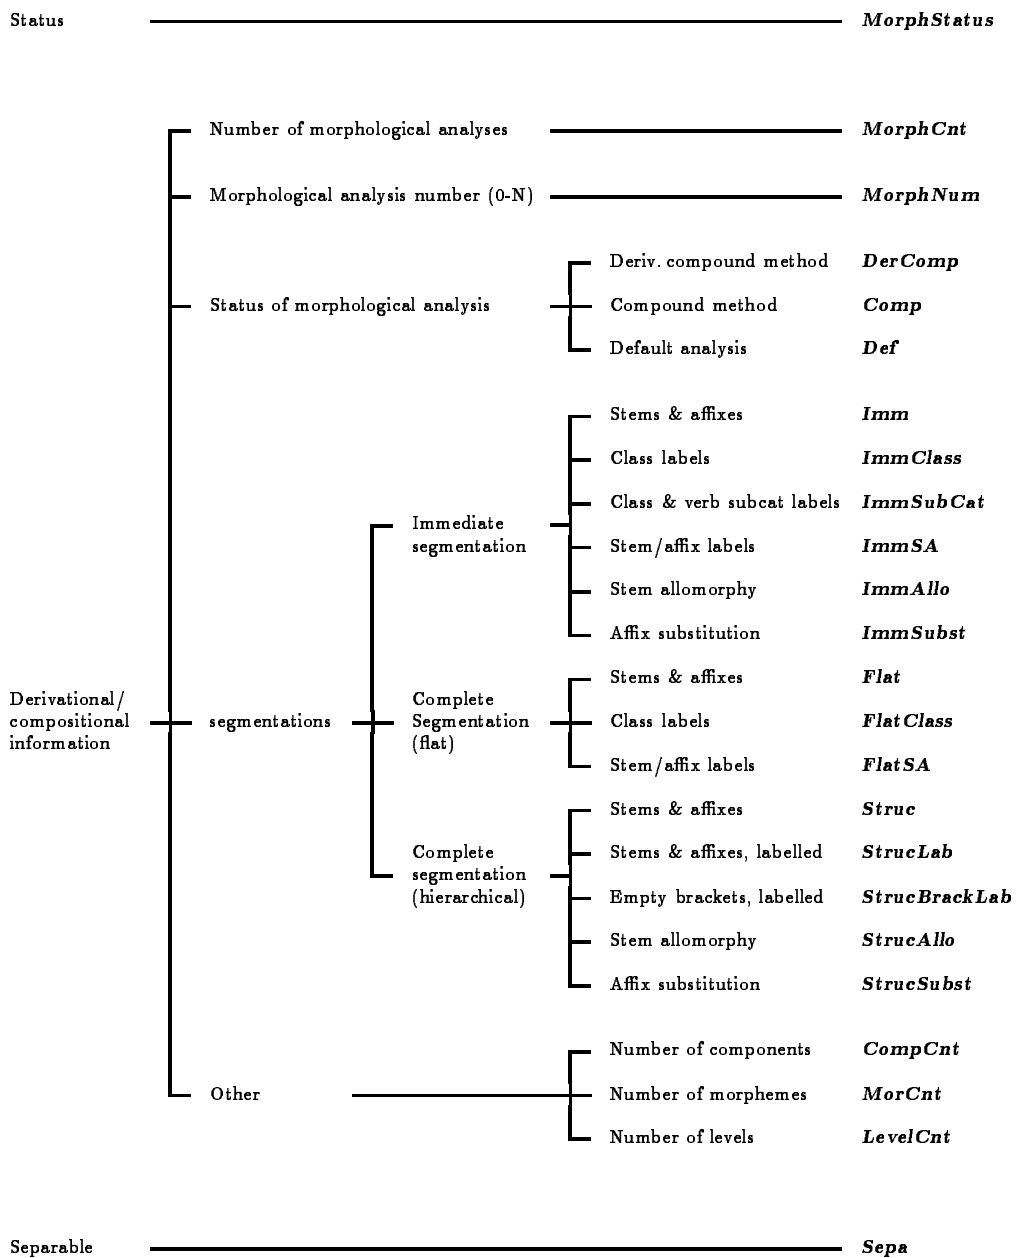 Status MorphStatus
Number of morphological analyses MorphCnt
Morphological analysis number (0-N) MorphNum
Deriv. compound method DerComp
Status of morphological analysis Compound method Comp
Default analysis Def
Stems & affixes Imm
Class labels ImmClass
Class & verb subcat labels ImmSubCat
Immediate
segmentation Stem/affix labels ImmSA
Stem allomorphy ImmAllo
Affix substitution ImmSubst
Stems & affixes Flat
Derivational/ Complete
compositional segmentations Segmentation Class labels FlatClass
information (flat)
Stem/affix labels FlatSA
Stems & affixes Struc
Complete Stems & affixes, labelled StrucLab
segmentation
(hierarchical) Empty brackets, labelled StrucBrackLab
Stem allomorphy StrucAllo
Affix substitution StrucSubst
Number of components CompCnt
Other Number of morphemes MorCnt
Number of levels LevelCnt
Separable Sepa